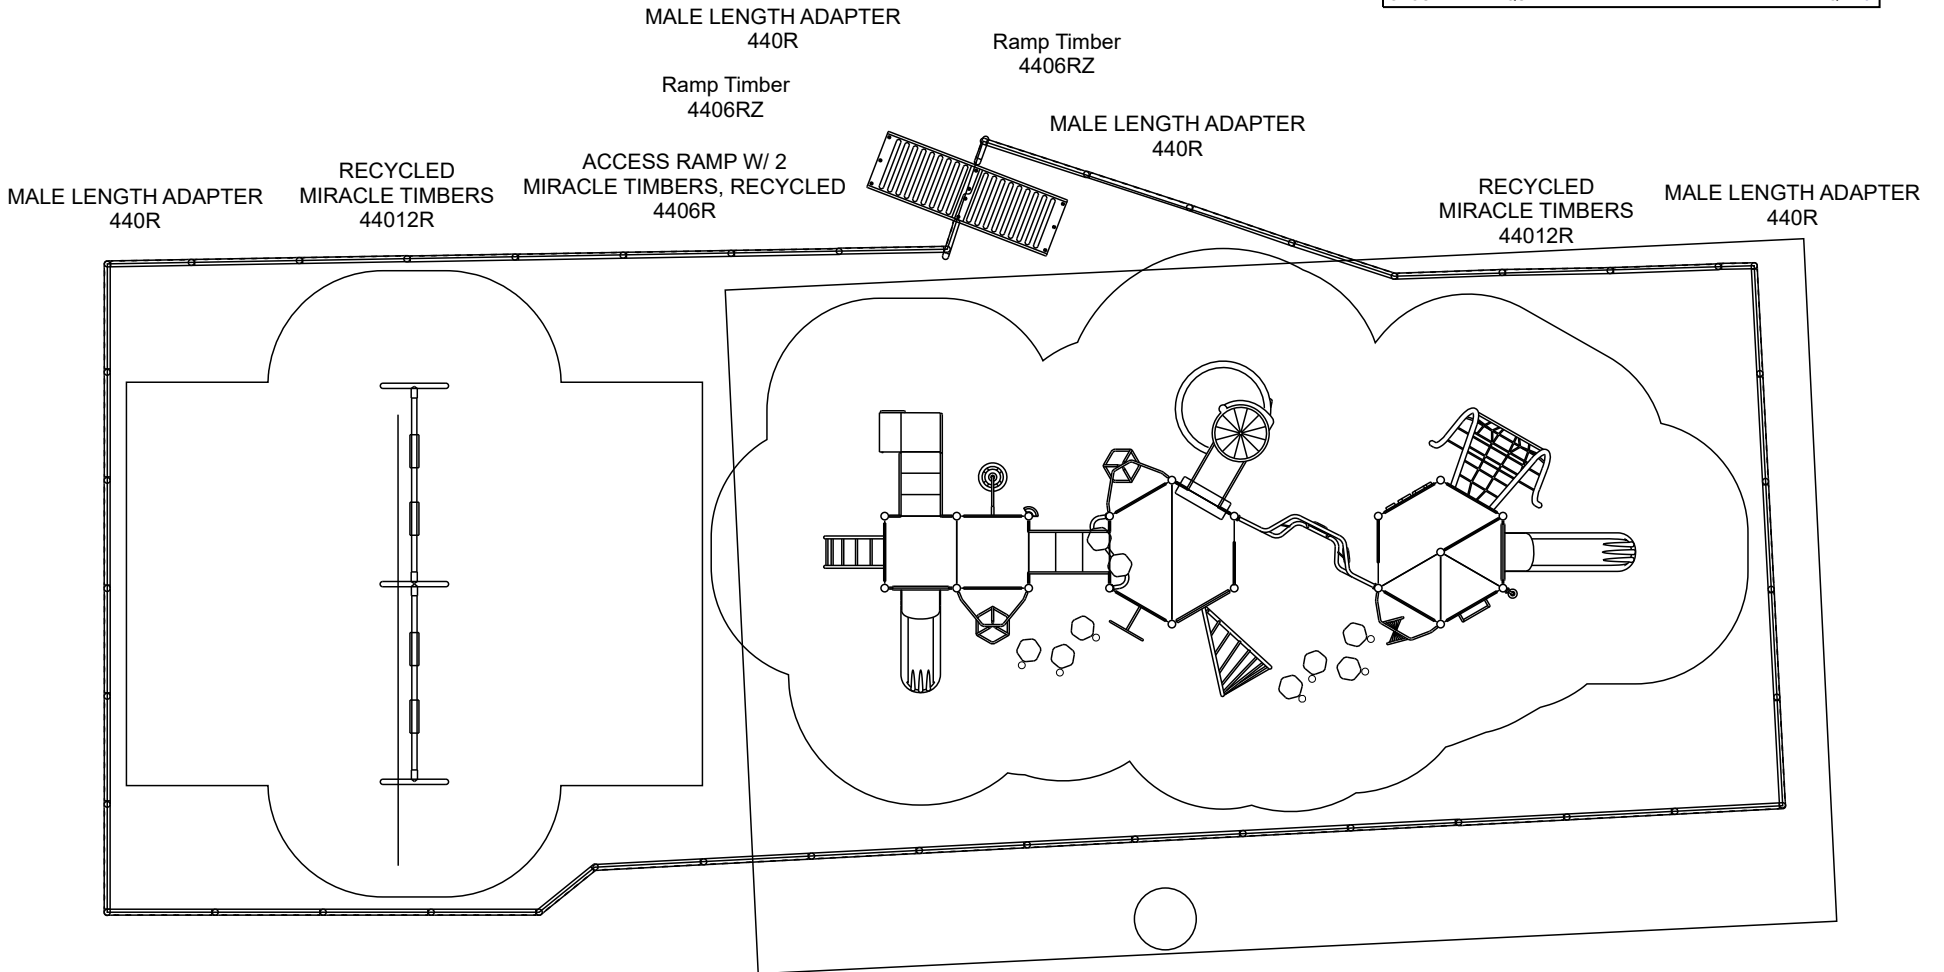 MALE LENGTH ADAPTER
440R
Ramp Timber
4406RZ
Ramp Timber
4406RZ
MALE LENGTH ADAPTER
440R
MALE LENGTH ADAPTER
440R
RECYCLED
MIRACLE TIMBERS
44012R
ACCESS RAMP W/ 2
MIRACLE TIMBERS, RECYCLED
4406R
RECYCLED
MIRACLE TIMBERS
44012R
MALE LENGTH ADAPTER
440R